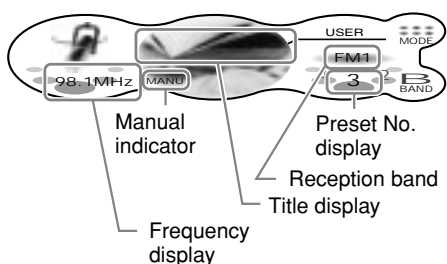 USER
MODE
FM1
98.1MHz
MANU
3
BAND
Manual
indicator
Preset No.
display
Reception band
Title display
Frequency
display